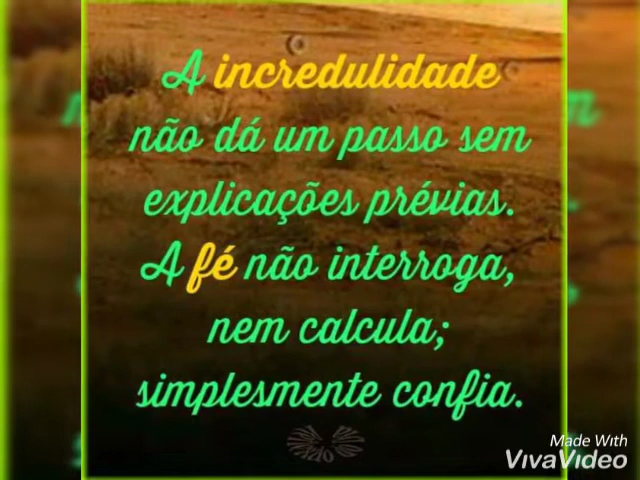 A incredulidade
não dá um passo sem
explicações prévias.
A fé não interroga,
nem calcula;
simplesmente confia.
Made With
VivaVideo